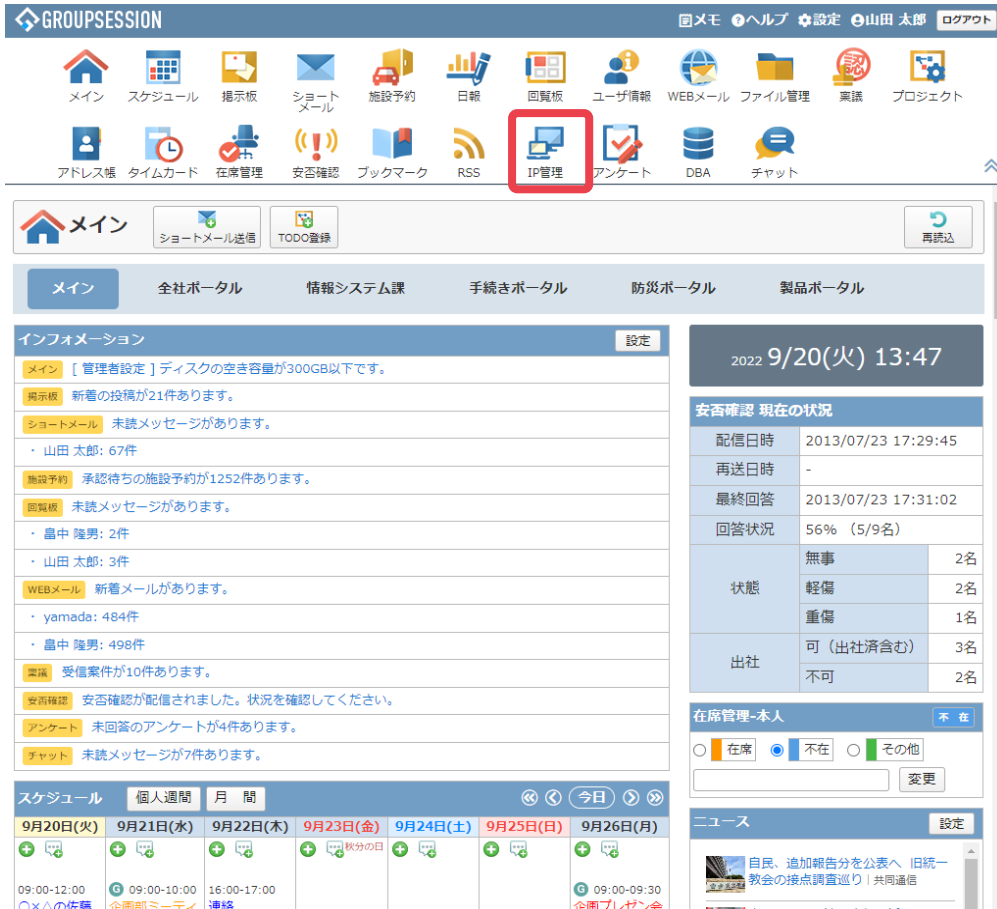 GROUPSESSION
メモ ヘルプ 設定 山田 太郎 ログアウト
メイン スケジュール 掲示板 ショートメール 施設予約 日報 回覧板 ユーザ情報 WEBメール ファイル管理 稟議 プロジェクト
アドレス帳 タイムカード 在席管理 安否確認 ブックマーク RSS IP管理 アンケート DBA チャット
メイン ショートメール送信 TODO登録 再読込
メイン 全社ポータル 情報システム課 手続きポータル 防災ポータル 製品ポータル
インフォメーション 設定
メイン [ 管理者設定 ] ディスクの空き容量が300GB以下です。
掲示板 新着の投稿が21件あります。
ショートメール 未読メッセージがあります。
・ 山田 太郎: 67件
施設予約 承認待ちの施設予約が1252件あります。
回覧板 未読メッセージがあります。
・ 畠中 隆男: 2件
・ 山田 太郎: 3件
WEBメール 新着メールがあります。
・ yamada: 484件
・ 畠中 隆男: 498件
稟議 受信案件が10件あります。
安否確認 安否確認が配信されました。状況を確認してください。
アンケート 未回答のアンケートが4件あります。
チャット 未読メッセージが7件あります。
スケジュール 個人週間 月 間 今日
9月20日(火) 9月21日(水) 9月22日(木) 9月23日(金) 9月24日(土) 9月25日(日) 9月26日(月)
秋分の日
09:00-12:00 G 09:00-10:00 16:00-17:00 G 09:00-09:30
○×△の佐藤 企画部ミーティ 連絡 企画プレゼン会
2022 9/20(火) 13:47
安否確認 現在の状況
配信日時 2013/07/23 17:29:45
再送日時 -
最終回答 2013/07/23 17:31:02
回答状況 56% （5/9名）
状態 無事 2名
軽傷 2名
重傷 1名
出社 可（出社済含む） 3名
不可 2名
在席管理-本人 不 在
在席 不在 その他
変更
ニュース 設定
自民、追加報告分を公表へ 旧統一
教会の接点調査巡り | 共同通信